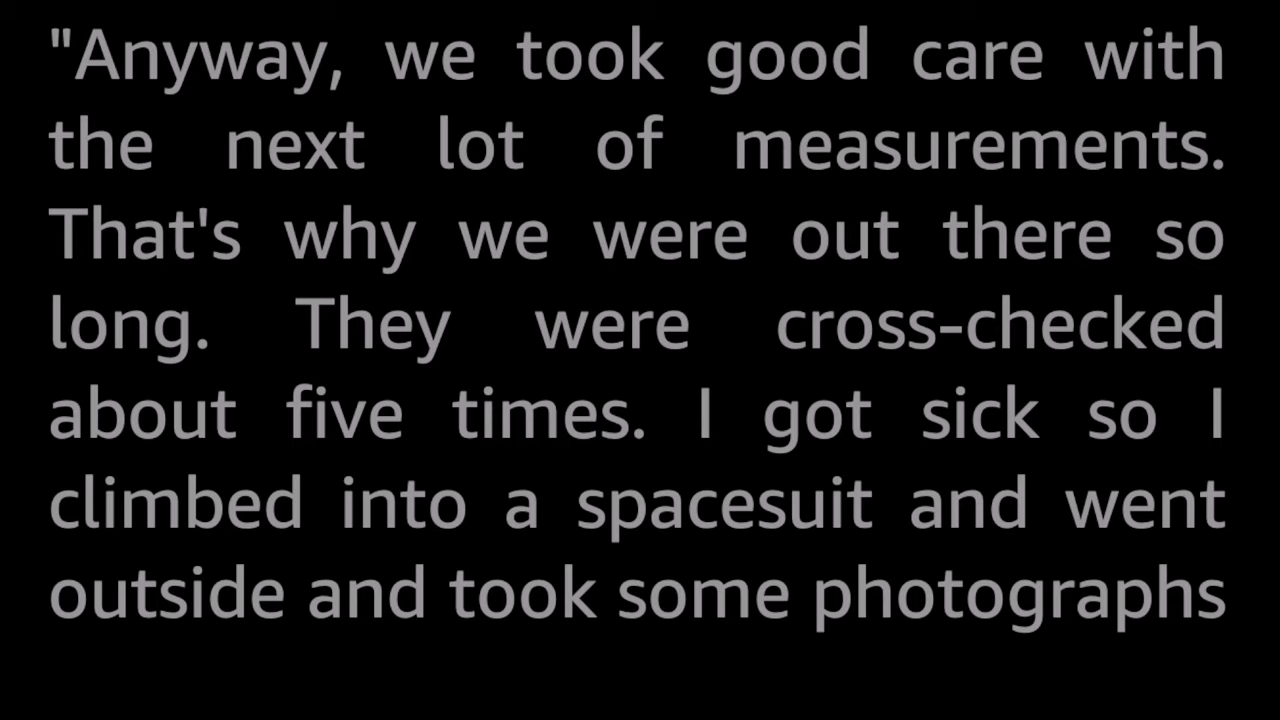 "Anyway, we took good care with
the next lot of measurements.
That's why we were out there so
long. They were cross-checked
about five times. I got sick so I
climbed into a spacesuit and went
outside and took some photographs